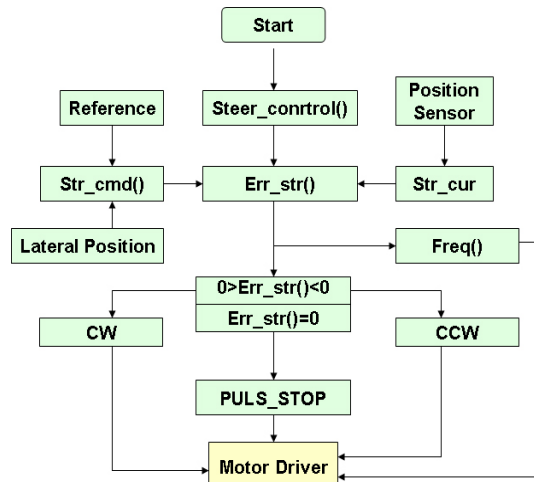 Start
Reference
Steer_conrtrol()
Position
Sensor
Str_cmd()
Err_str()
Str_cur
Lateral Position
Freq()
0>Err_str()<0
CW
Err_str()=0
CCW
PULS_STOP
Motor Driver